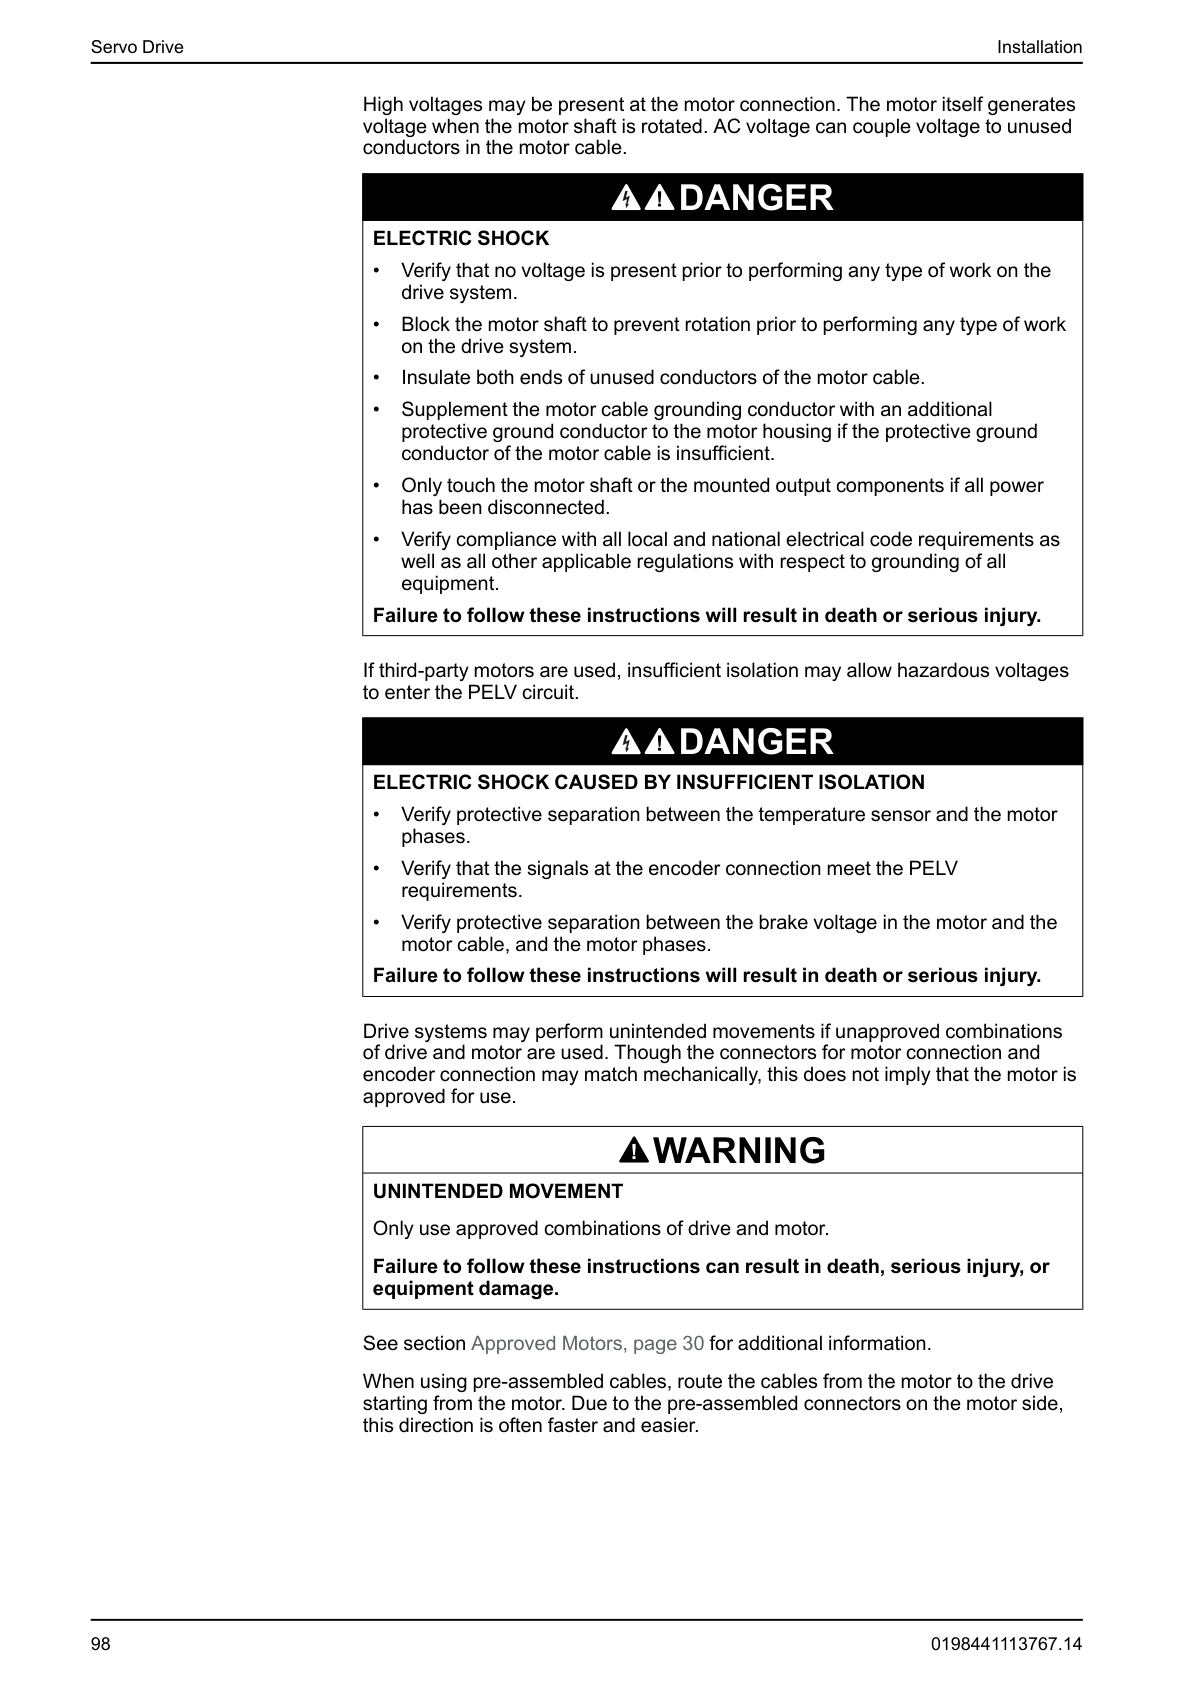 Servo Drive
Installation
High voltages may be present at the motor connection. The motor itself generates
voltage when the motor shaft is rotated. AC voltage can couple voltage to unused
conductors in the motor cable.
DANGER
ELECTRIC SHOCK
• Verify that no voltage is present prior to performing any type of work on the
drive system.
• Block the motor shaft to prevent rotation prior to performing any type of work
on the drive system.
• Insulate both ends of unused conductors of the motor cable.
• Supplement the motor cable grounding conductor with an additional
protective ground conductor to the motor housing if the protective ground
conductor of the motor cable is insufficient.
• Only touch the motor shaft or the mounted output components if all power
has been disconnected.
• Verify compliance with all local and national electrical code requirements as
well as all other applicable regulations with respect to grounding of all
equipment.
Failure to follow these instructions will result in death or serious injury.
If third-party motors are used, insufficient isolation may allow hazardous voltages
to enter the PELV circuit.
DANGER
ELECTRIC SHOCK CAUSED BY INSUFFICIENT ISOLATION
• Verify protective separation between the temperature sensor and the motor
phases.
• Verify that the signals at the encoder connection meet the PELV
requirements.
• Verify protective separation between the brake voltage in the motor and the
motor cable, and the motor phases.
Failure to follow these instructions will result in death or serious injury.
Drive systems may perform unintended movements if unapproved combinations
of drive and motor are used. Though the connectors for motor connection and
encoder connection may match mechanically, this does not imply that the motor is
approved for use.
WARNING
UNINTENDED MOVEMENT
Only use approved combinations of drive and motor.
Failure to follow these instructions can result in death, serious injury, or
equipment damage.
See section Approved Motors, page 30 for additional information.
When using pre-assembled cables, route the cables from the motor to the drive
starting from the motor. Due to the pre-assembled connectors on the motor side,
this direction is often faster and easier.
98
0198441113767.14